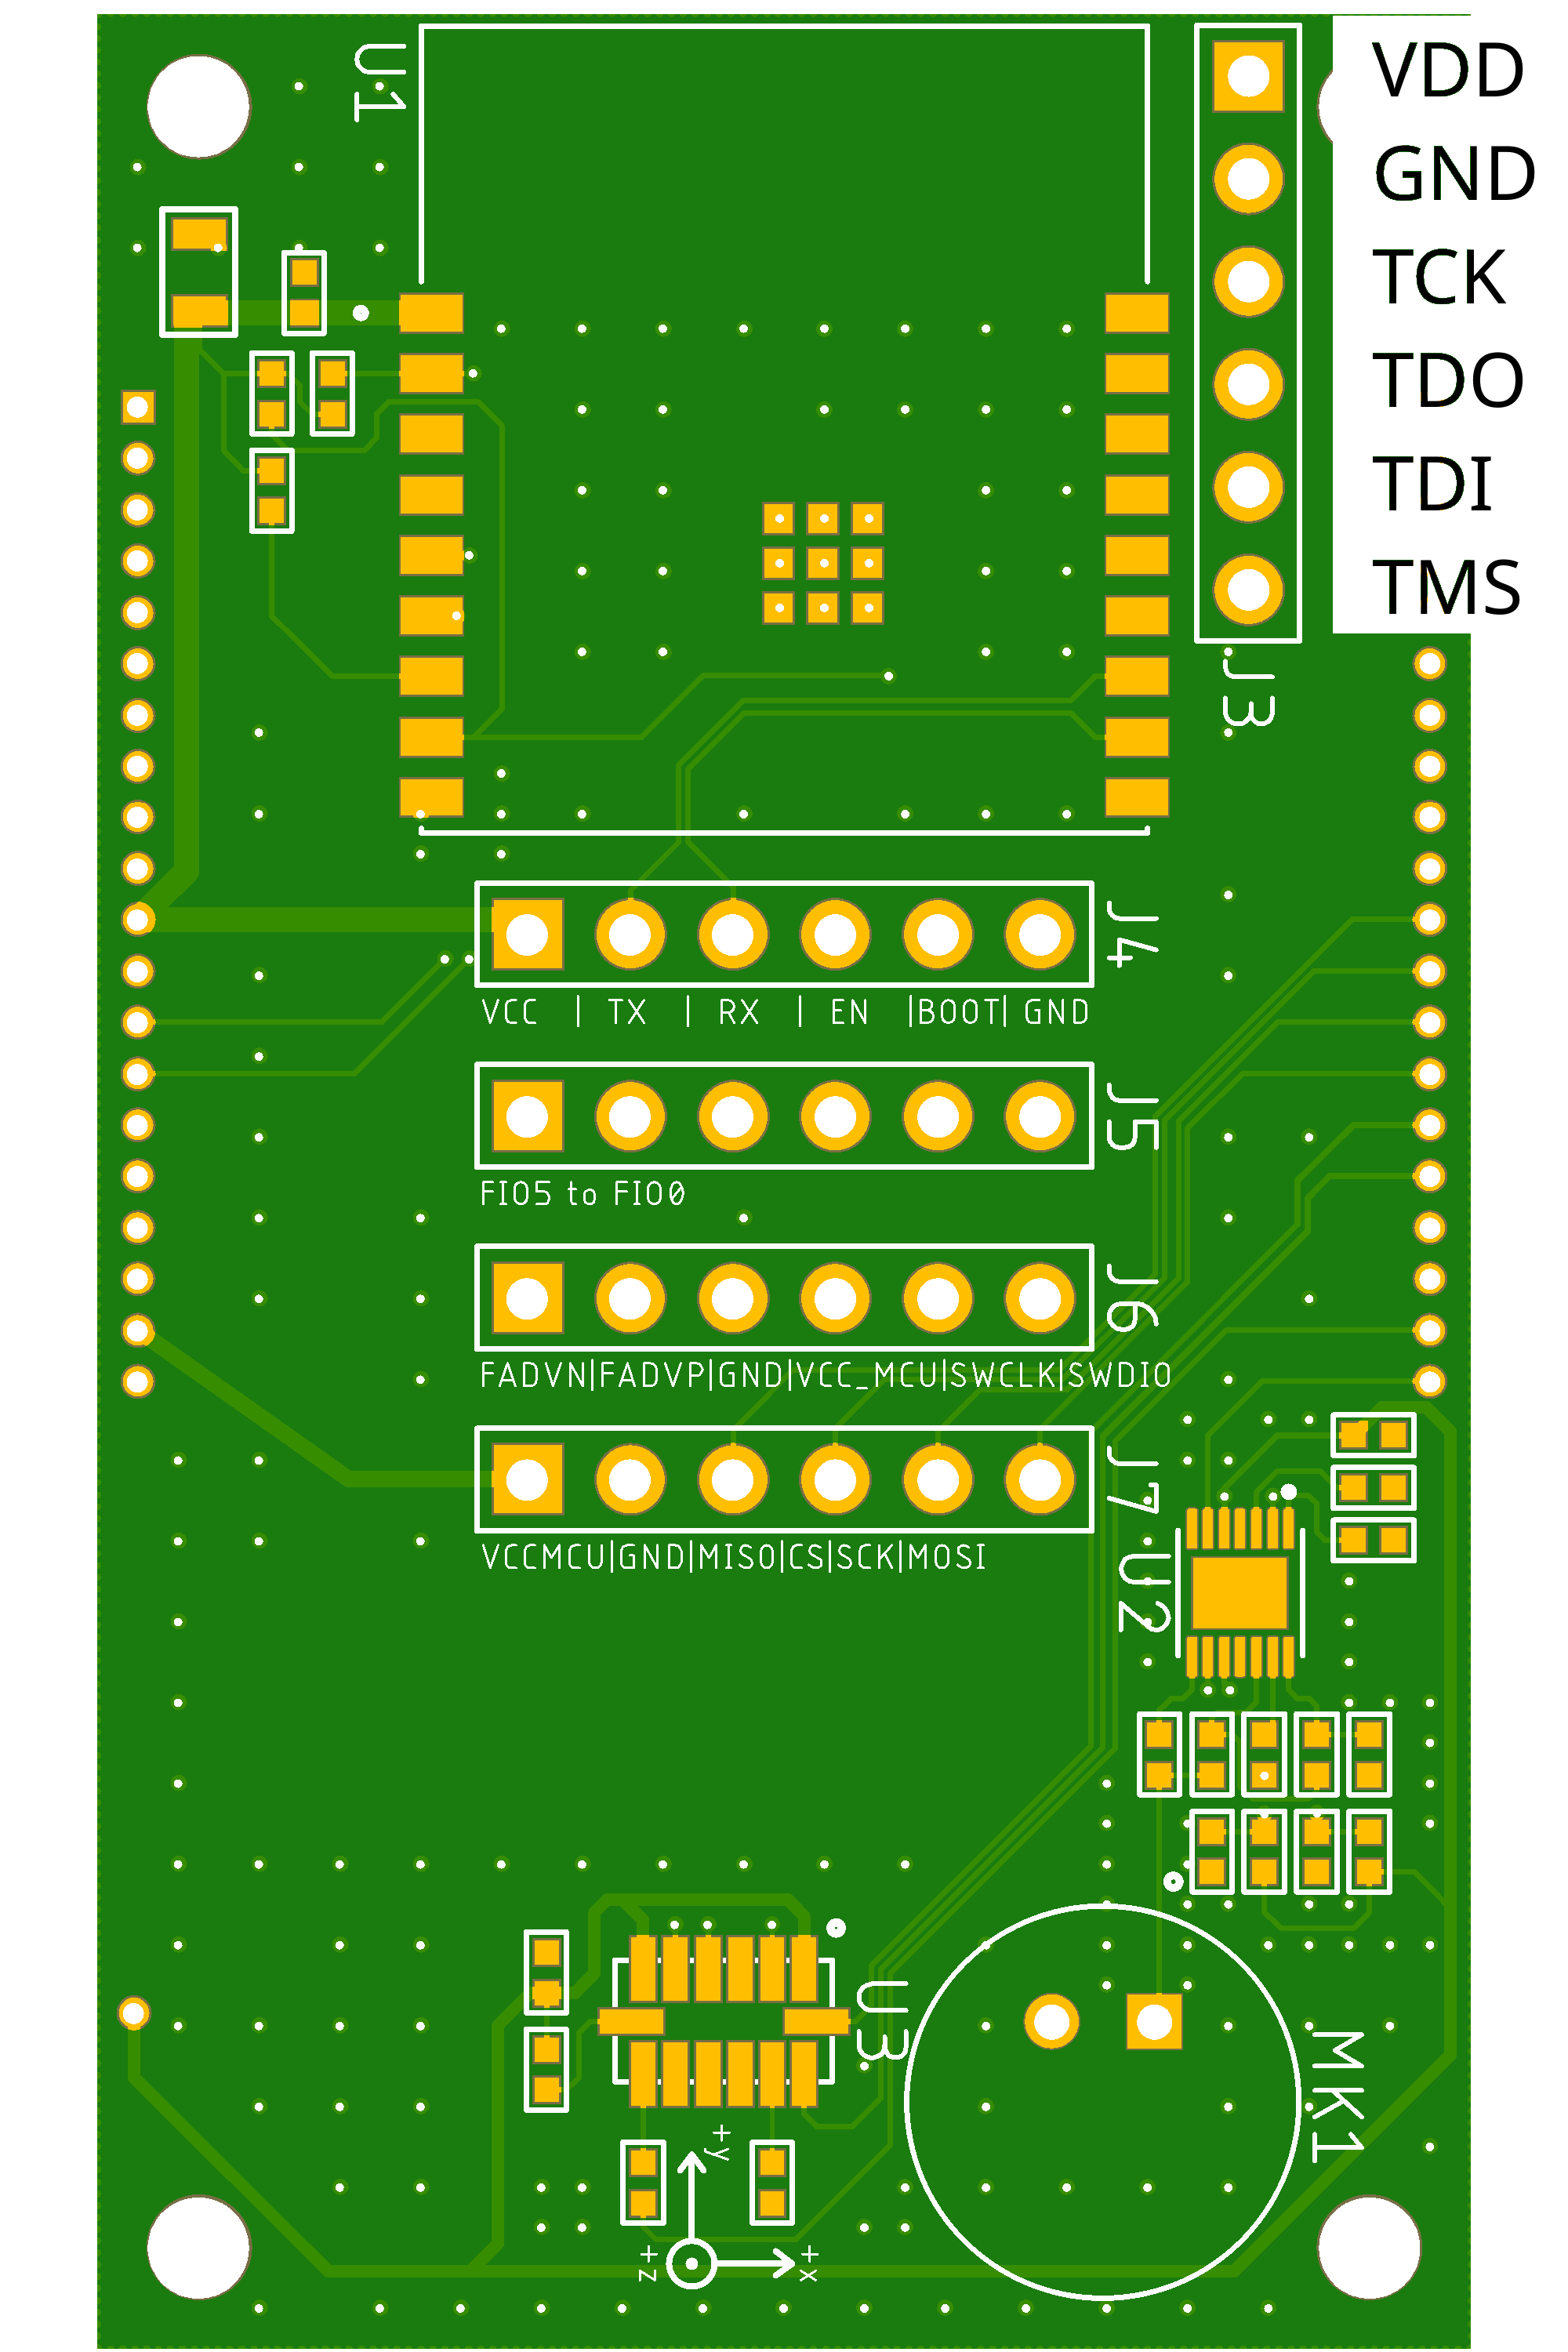 U1
VDD
GND
TCK
TDO
TDI
TMS
J3
J4
VCC | TX | RX | EN |BOOT| GND
J5
FIO5 to FIO0
J6
FADVN|FADVP|GND|VCC_MCU|SWCLK|SWDIO
J7
VCCMCU|GND|MISO|CS|SCK|MOSI
U2
U3
MK1
+y
+z
+x